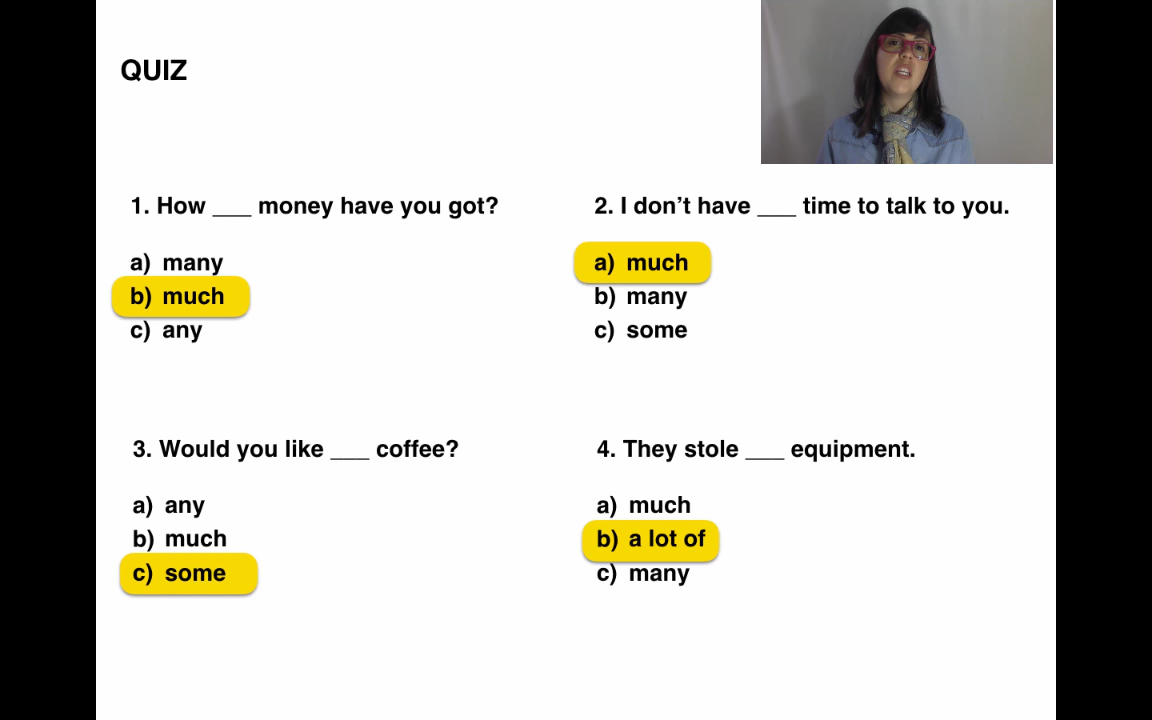 QUIZ
1. How ___ money have you got?
a) many
b) much
c) any
2. I don’t have ___ time to talk to you.
a) much
b) many
c) some
3. Would you like ___ coffee?
a) any
b) much
c) some
4. They stole ___ equipment.
a) much
b) a lot of
c) many